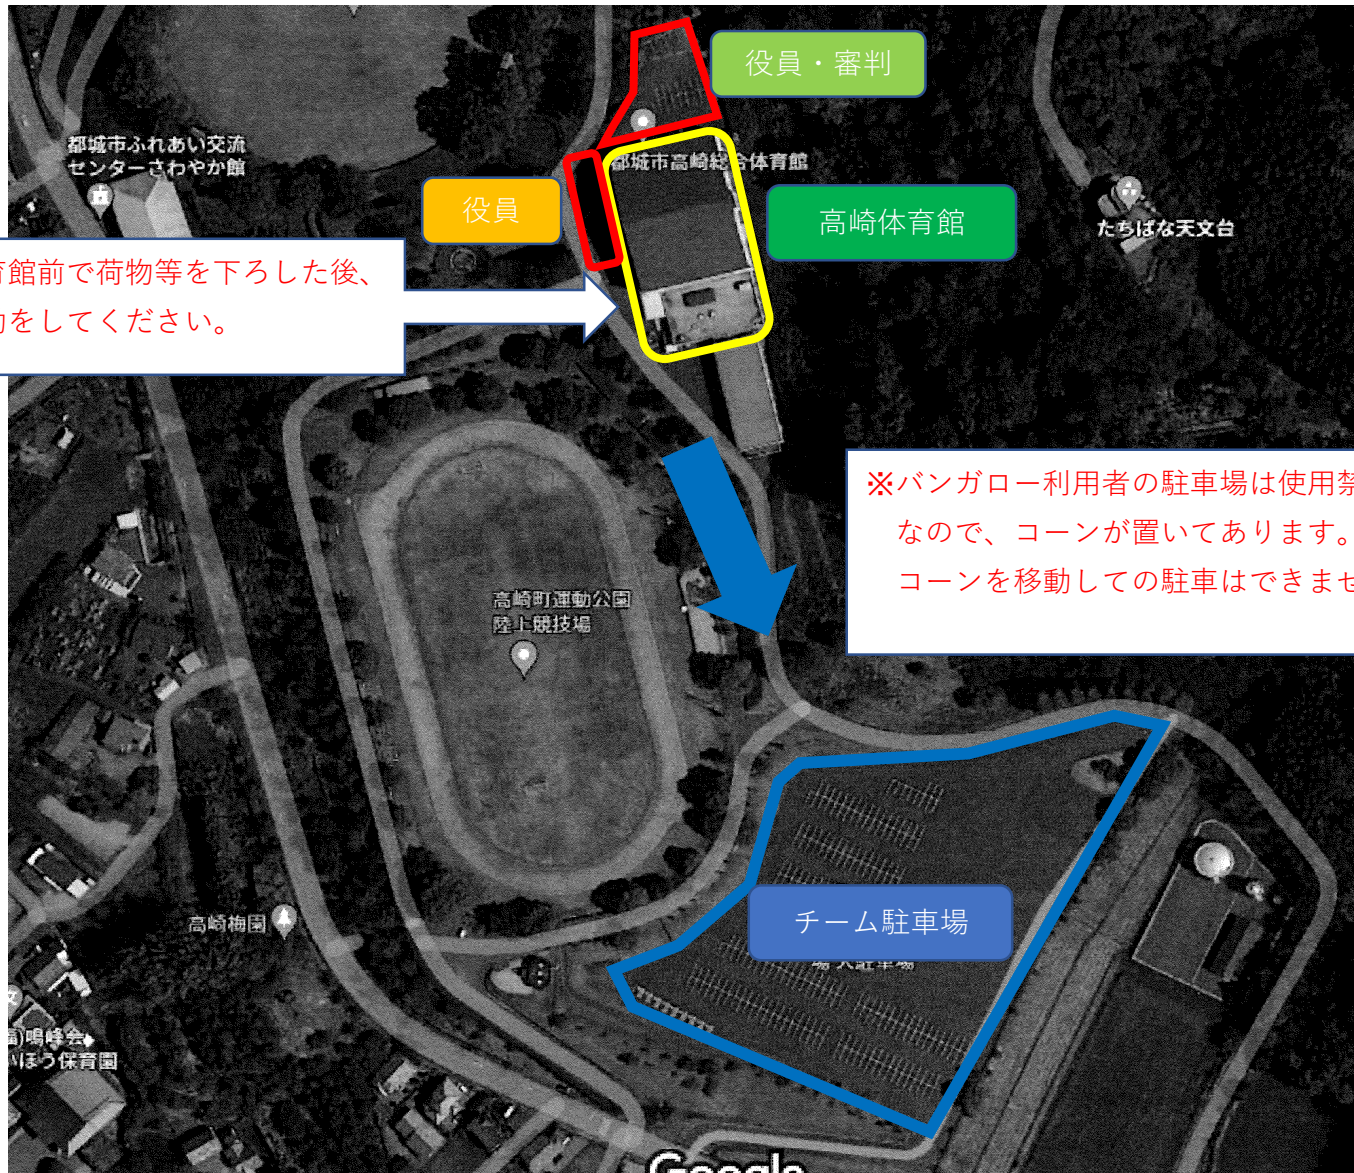 役員・審判
都城市ふれあい交流
センターさわやか館
都城市高崎総合体育館
役員
高崎体育館
たちばな天文台
育館前で荷物等を下ろした後、
をしてください。
※バンガロー利用者の駐車場は使用禁
なので、コーンが置いてあります。
コーンを移動しての駐車はできませ
高崎町運動公園
陸上競技場
高崎梅園
チーム駐車場
場大駐車場
鳴峰会
ほう保育園
Google